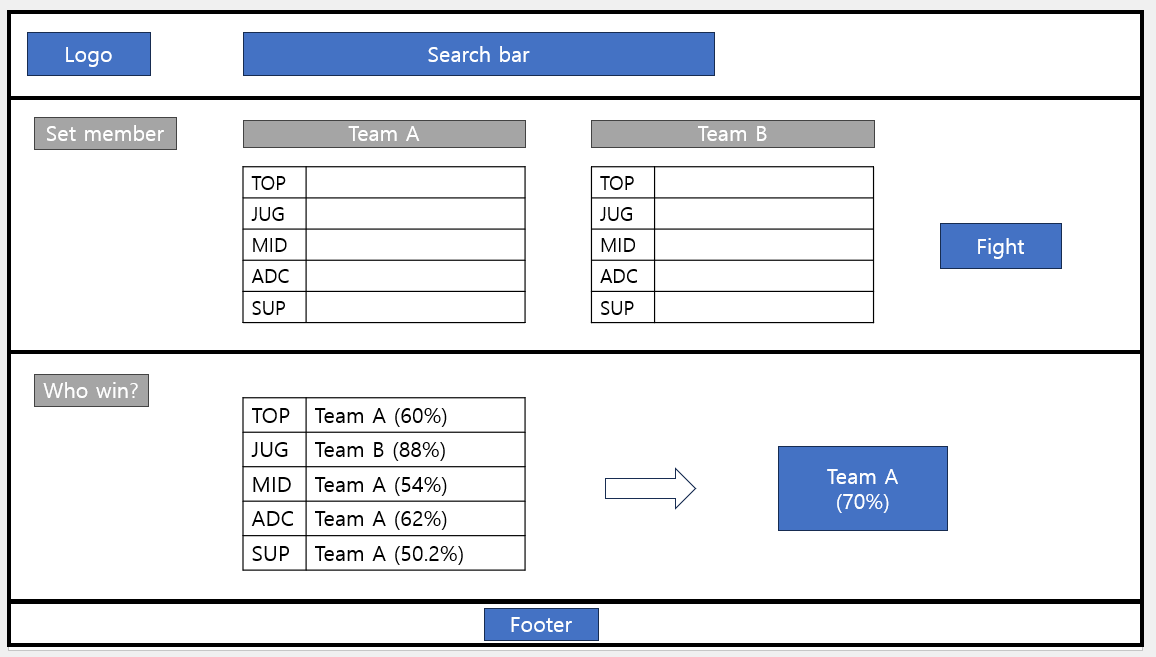 Logo
Search bar
Set member
Team A
Team B
TOP
JUG
MID
ADC
SUP
TOP
JUG
MID
ADC
SUP
Fight
Who win?
TOP Team A (60%)
JUG Team B (88%)
MID Team A (54%)
ADC Team A (62%)
SUP Team A (50.2%)
Team A
(70%)
Footer